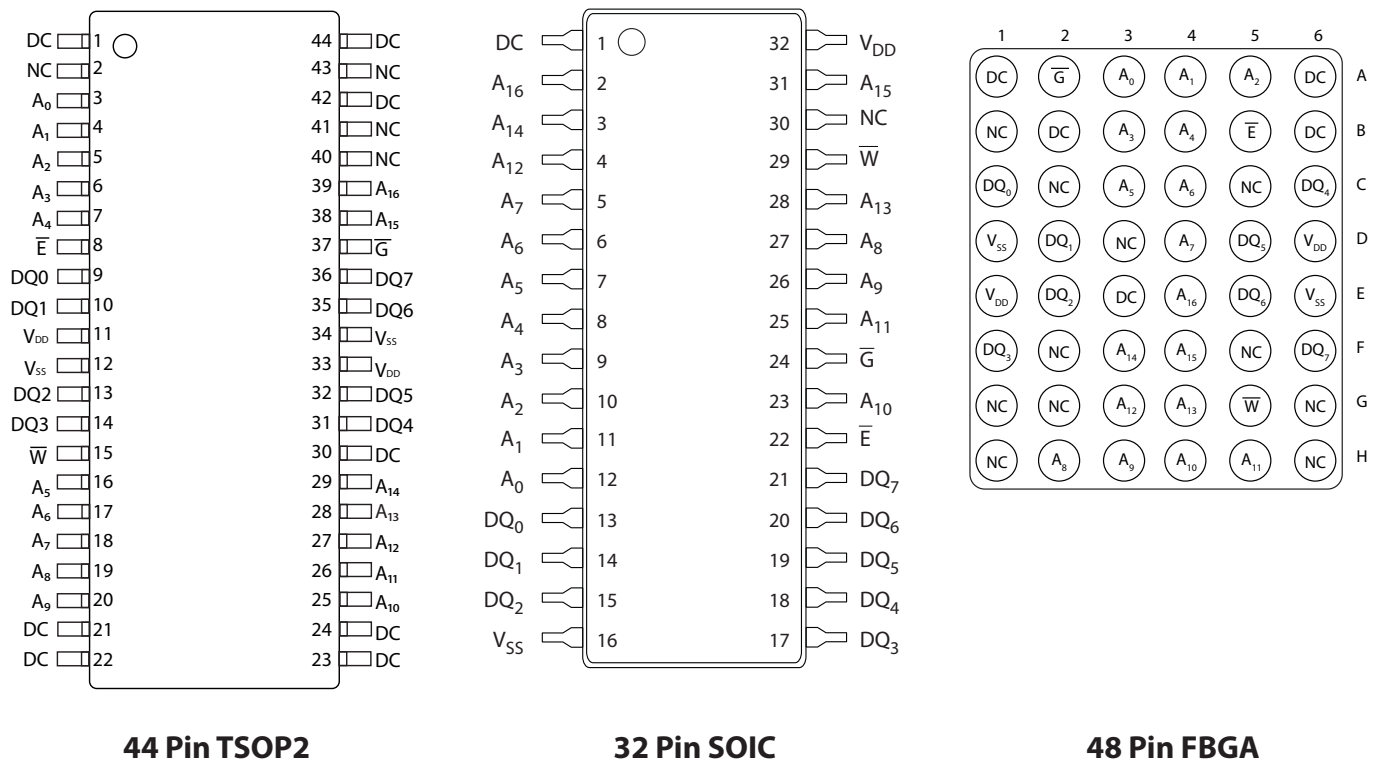 DC 1 44 DC
NC 2 43 NC
A0 3 42 DC
A1 4 41 NC
A2 5 40 NC
A3 6 39 A16
A4 7 38 A15
E̅ 8 37 G̅
DQ0 9 36 DQ7
DQ1 10 35 DQ6
VDD 11 34 VSS
VSS 12 33 VDD
DQ2 13 32 DQ5
DQ3 14 31 DQ4
W̅ 15 30 DC
A5 16 29 A14
A6 17 28 A13
A7 18 27 A12
A8 19 26 A11
A9 20 25 A10
DC 21 24 DC
DC 22 23 DC
44 Pin TSOP2
DC 1 32 VDD
A16 2 31 A15
A14 3 30 NC
A12 4 29 W̅
A7 5 28 A13
A6 6 27 A8
A5 7 26 A9
A4 8 25 A11
A3 9 24 G̅
A2 10 23 A10
A1 11 22 E̅
A0 12 21 DQ7
DQ0 13 20 DQ6
DQ1 14 19 DQ5
DQ2 15 18 DQ4
VSS 16 17 DQ3
32 Pin SOIC
1 2 3 4 5 6
DC G̅ A0 A1 A2 DC A
NC DC A3 A4 E̅ DC B
DQ0 NC A5 A6 NC DQ4 C
VSS DQ1 NC A7 DQ5 VDD D
VDD DQ2 DC A16 DQ6 VSS E
DQ3 NC A14 A15 NC DQ7 F
NC NC A12 A13 W̅ NC G
NC A8 A9 A10 A11 NC H
48 Pin FBGA